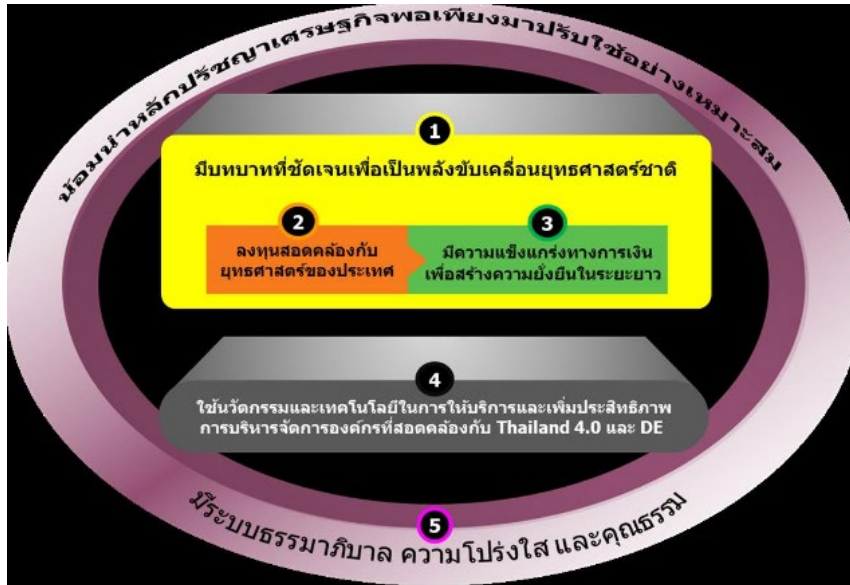 น้อมนำหลักปรัชญาเศรษฐกิจพอเพียงมาปรับใช้อย่างเหมาะสม
1
มีบทบาทที่ชัดเจนเพื่อเป็นพลังขับเคลื่อนยุทธศาสตร์ชาติ
2
ลงทุนสอดคล้องกับ
ยุทธศาสตร์ของประเทศ
3
มีความแข็งแกร่งทางการเงิน
เพื่อสร้างความยั่งยืนในระยะยาว
4
ใช้นวัตกรรมและเทคโนโลยีในการให้บริการและเพิ่มประสิทธิภาพ
การบริหารจัดการองค์กรที่สอดคล้องกับ Thailand 4.0 และ DE
5
มีระบบธรรมาภิบาล ความโปร่งใส และคุณธรรม